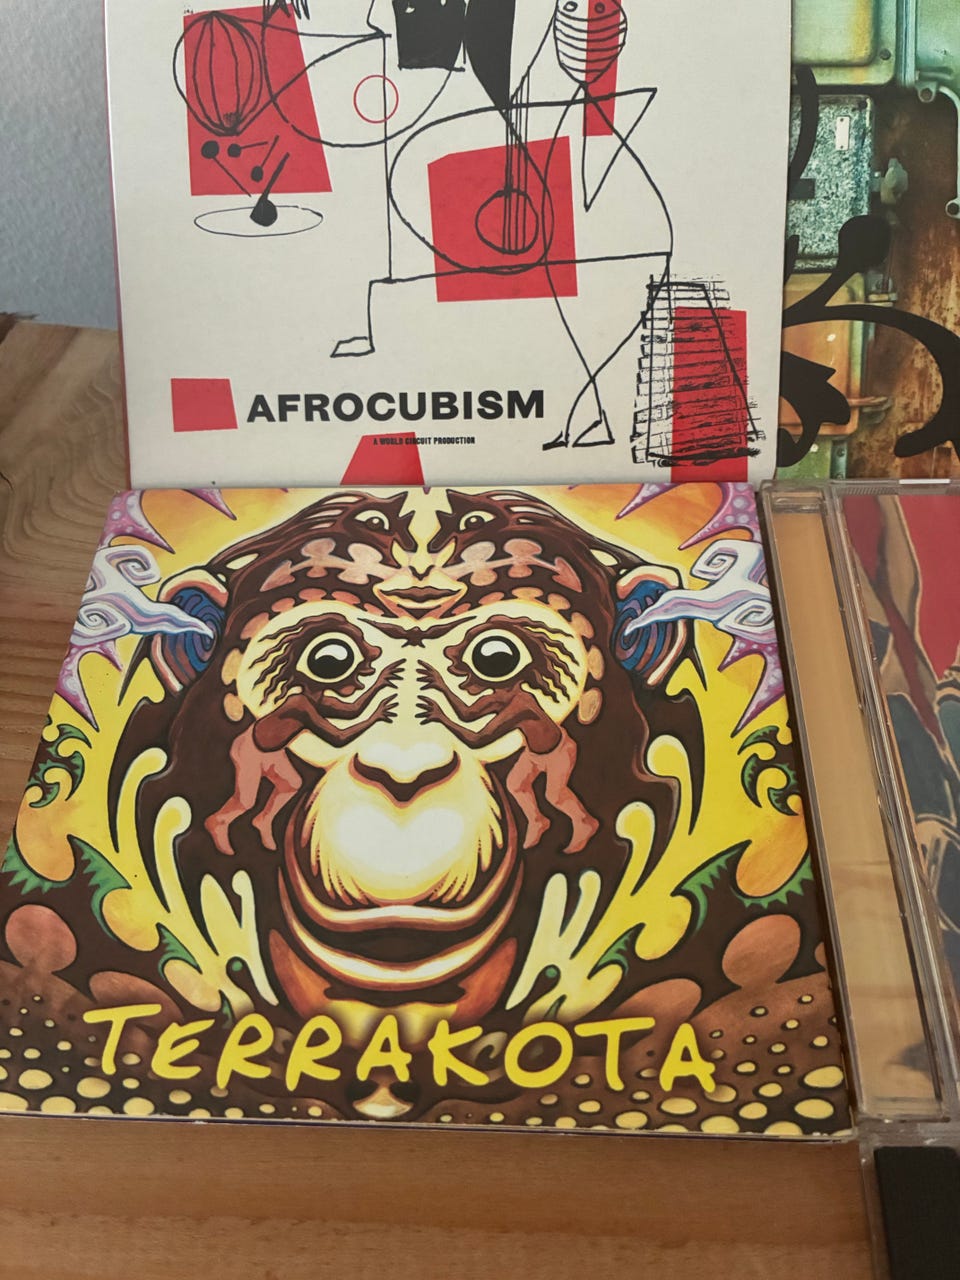 AFROCUBISM
A WORLD CIRCUIT PRODUCTION
TERRAKOTA